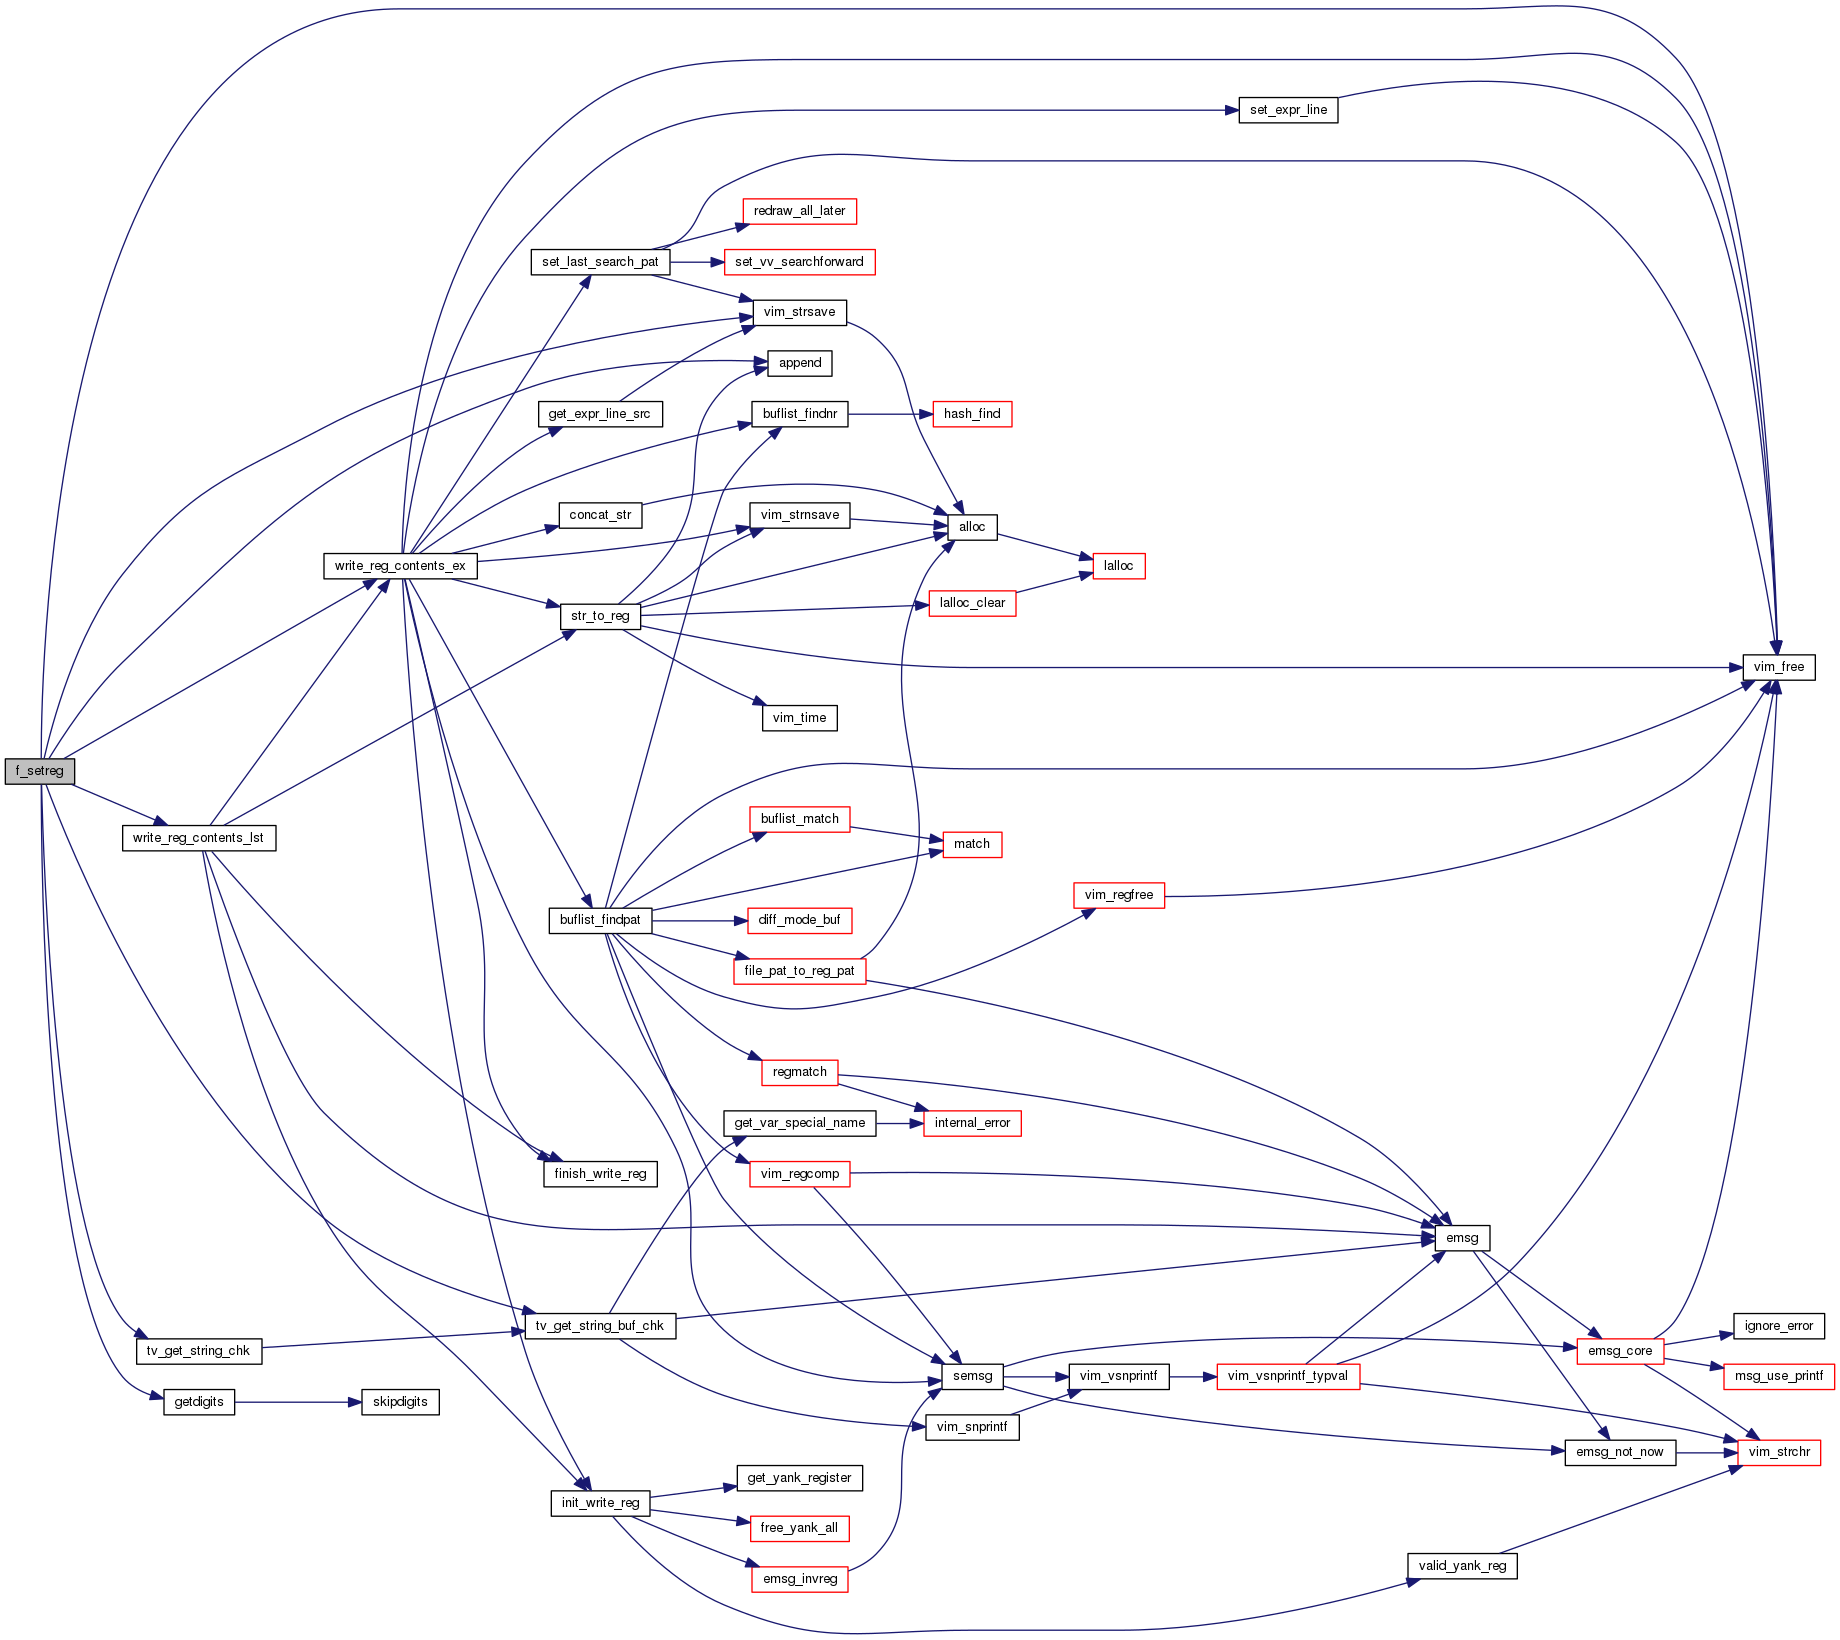 set_expr_line
redraw_all_later
set_last_search_pat
set_vv_searchforward
vim_strsave
append
get_expr_line_src
buflist_findnr
hash_find
concat_str
vim_strnsave
alloc
write_reg_contents_ex
lalloc
lalloc_clear
str_to_reg
vim_free
vim_time
f_setreg
buflist_match
write_reg_contents_lst
match
vim_regfree
buflist_findpat
diff_mode_buf
file_pat_to_reg_pat
regmatch
get_var_special_name
internal_error
finish_write_reg
vim_regcomp
emsg
tv_get_string_buf_chk
ignore_error
tv_get_string_chk
emsg_core
semsg
vim_vsnprintf
vim_vsnprintf_typval
msg_use_printf
getdigits
skipdigits
vim_snprintf
emsg_not_now
vim_strchr
get_yank_register
init_write_reg
free_yank_all
valid_yank_reg
emsg_invreg